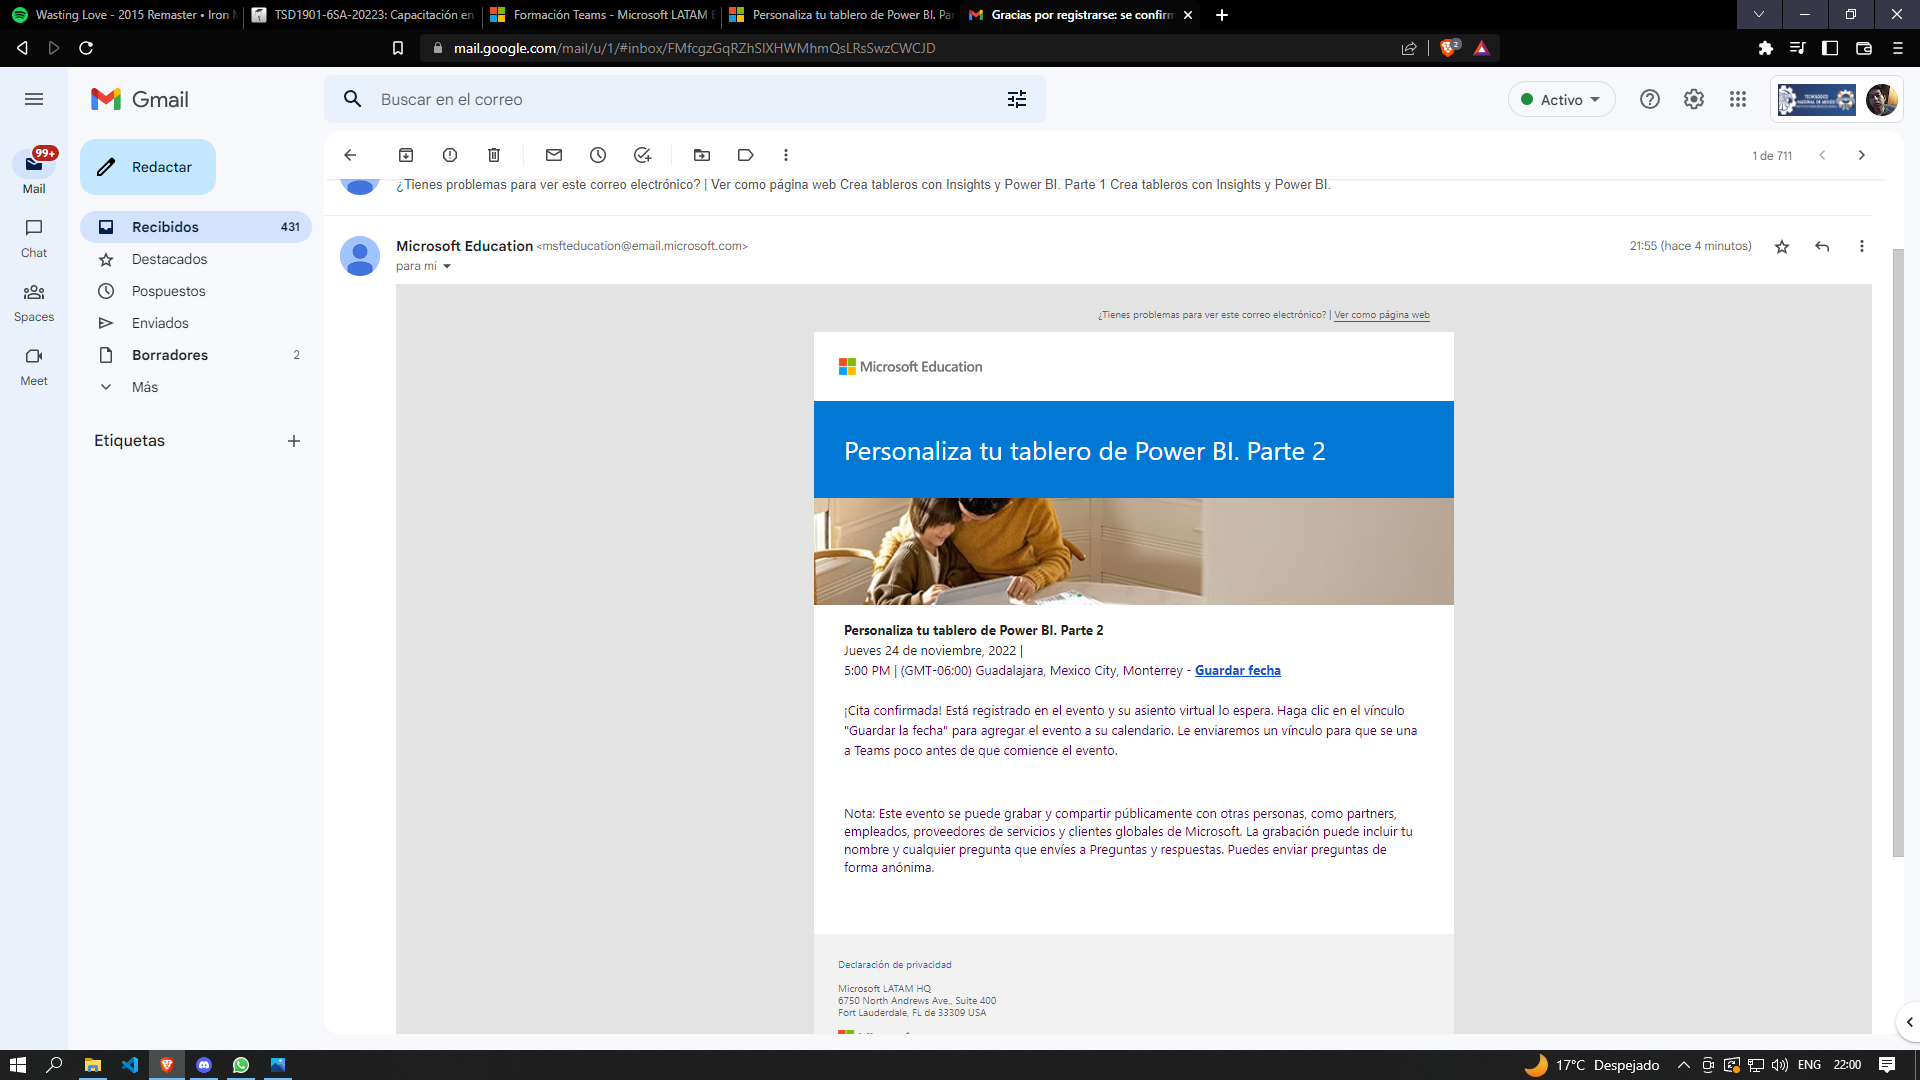 Wasting Love - 2015 Remaster • Iron M
TSD1901-6SA-20223: Capacitación en
Formación Teams - Microsoft LATAM E
Personaliza tu tablero de Power BI. Par
Gracias por registrarse: se confirm
mail.google.com/mail/u/1/#inbox/FMfcgzGqRZhSlXHWMhmQsLRsSwzCWCJD
2
Gmail
Buscar en el correo
Activo
99+
Mail
Chat
Spaces
Meet
Redactar
Recibidos 431
Destacados
Pospuestos
Enviados
Borradores 2
Más
Etiquetas
1 de 711
¿Tienes problemas para ver este correo electrónico? | Ver como página web Crea tableros con Insights y Power BI. Parte 1 Crea tableros con Insights y Power BI.
Microsoft Education <msfteducation@email.microsoft.com>
21:55 (hace 4 minutos)
para mí
¿Tienes problemas para ver este correo electrónico? | Ver como página web
Microsoft Education
Personaliza tu tablero de Power BI. Parte 2
Personaliza tu tablero de Power BI. Parte 2
Jueves 24 de noviembre, 2022 |
5:00 PM | (GMT-06:00) Guadalajara, Mexico City, Monterrey - Guardar fecha
¡Cita confirmada! Está registrado en el evento y su asiento virtual lo espera. Haga clic en el vínculo
"Guardar la fecha" para agregar el evento a su calendario. Le enviaremos un vínculo para que se una
a Teams poco antes de que comience el evento.
Nota: Este evento se puede grabar y compartir públicamente con otras personas, como partners,
empleados, proveedores de servicios y clientes globales de Microsoft. La grabación puede incluir tu
nombre y cualquier pregunta que envíes a Preguntas y respuestas. Puedes enviar preguntas de
forma anónima.
Declaración de privacidad
Microsoft LATAM HQ
6750 North Andrews Ave., Suite 400
Fort Lauderdale, FL de 33309 USA
17°C Despejado
ENG
22:00